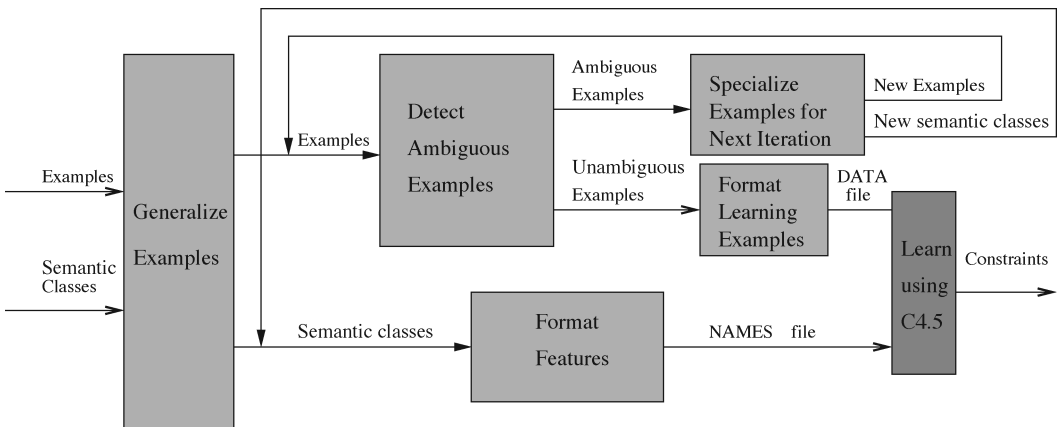 Examples
Semantic
Classes
Generalize
Examples
Examples
Detect
Ambiguous
Examples
Ambiguous
Examples
Unambiguous
Examples
Specialize
Examples for
Next Iteration
New Examples
New semantic classes
Format
Learning
Examples
DATA
file
Semantic classes
Format
Features
NAMES file
Learn
using
C4.5
Constraints